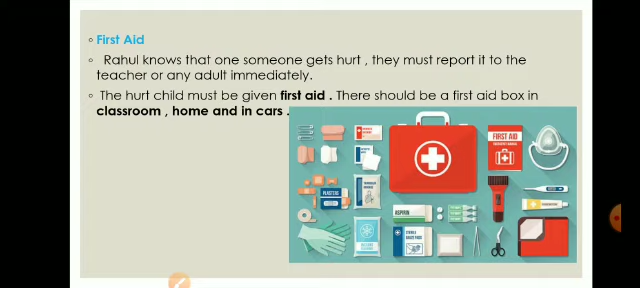 First Aid
Rahul knows that one someone gets hurt , they must report it to the
teacher or any adult immediately.
The hurt child must be given first aid . There should be a first aid box in
classroom , home and in cars .
FIRST AID
PLASTERS
ASPIRIN